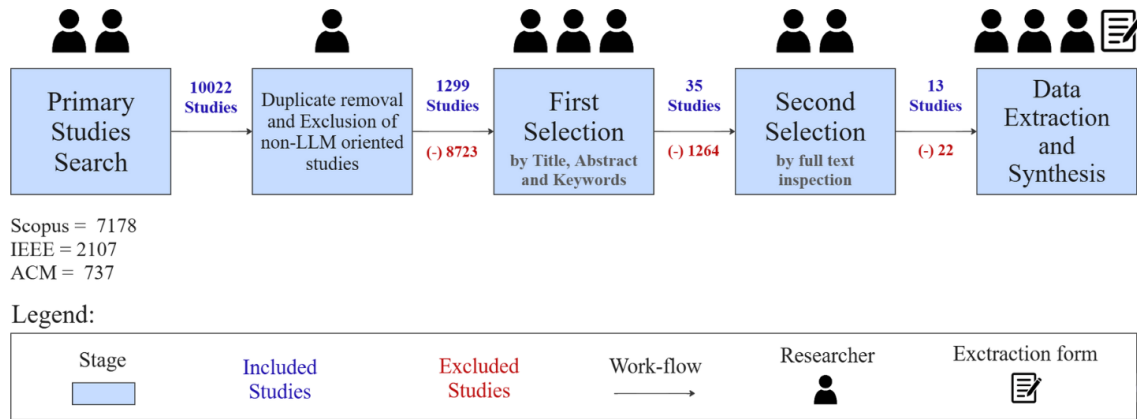 Primary
Studies
Search
10022
Studies
Duplicate removal
and Exclusion of
non-LLM oriented
studies
1299
Studies
(-) 8723
First
Selection
by Title, Abstract
and Keywords
35
Studies
(-) 1264
Second
Selection
by full text
inspection
13
Studies
(-) 22
Data
Extraction
and
Synthesis
Scopus = 7178
IEEE = 2107
ACM = 737
Legend:
Stage
Included
Studies
Excluded
Studies
Work-flow
Researcher
Exctraction form